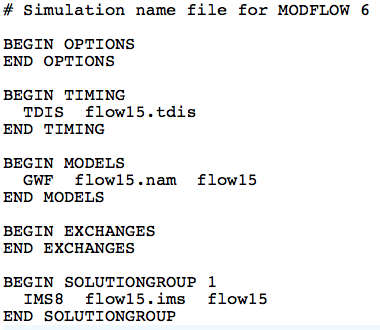 # Simulation name file for MODFLOW 6
BEGIN OPTIONS
END OPTIONS
BEGIN TIMING
TDIS flow15.tdis
END TIMING
BEGIN MODELS
GWF flow15.nam flow15
END MODELS
BEGIN EXCHANGES
END EXCHANGES
BEGIN SOLUTIONGROUP 1
IMS8 flow15.ims flow15
END SOLUTIONGROUP